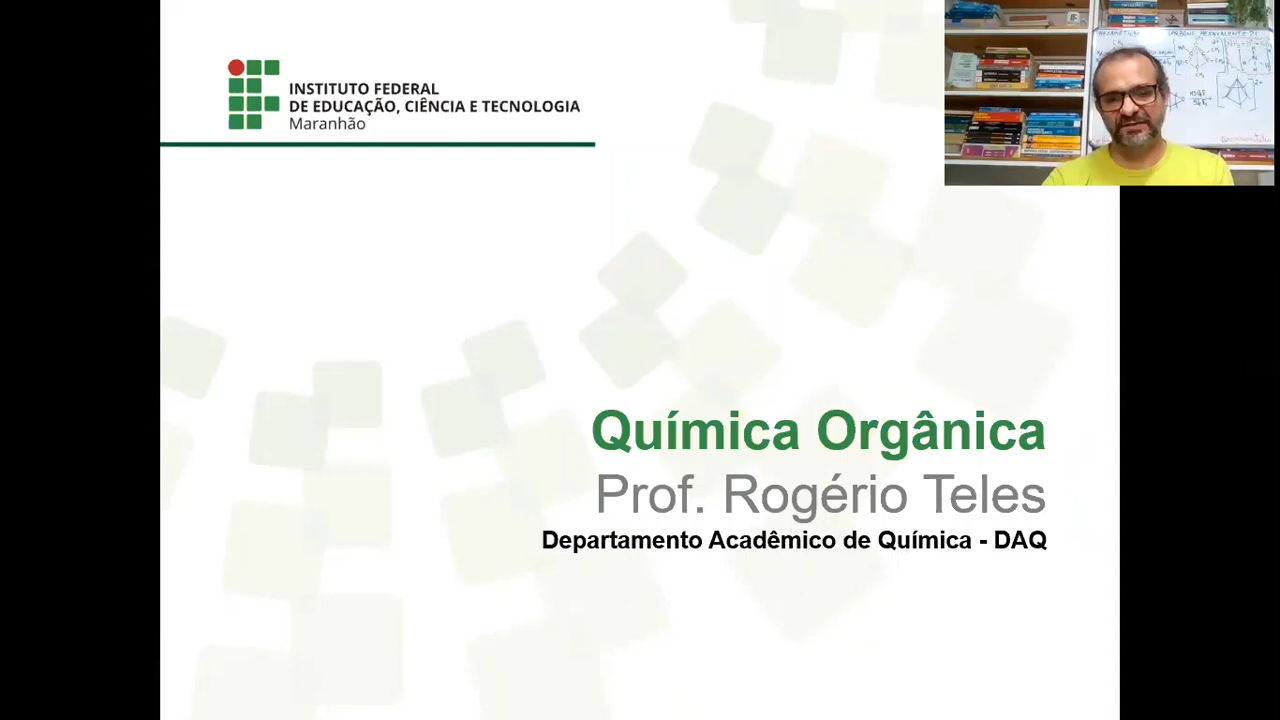 INSTITUTO FEDERAL
DE EDUCAÇÃO, CIÊNCIA E TECNOLOGIA
Maranhão
Química Orgânica
Prof. Rogério Teles
Departamento Acadêmico de Química - DAQ